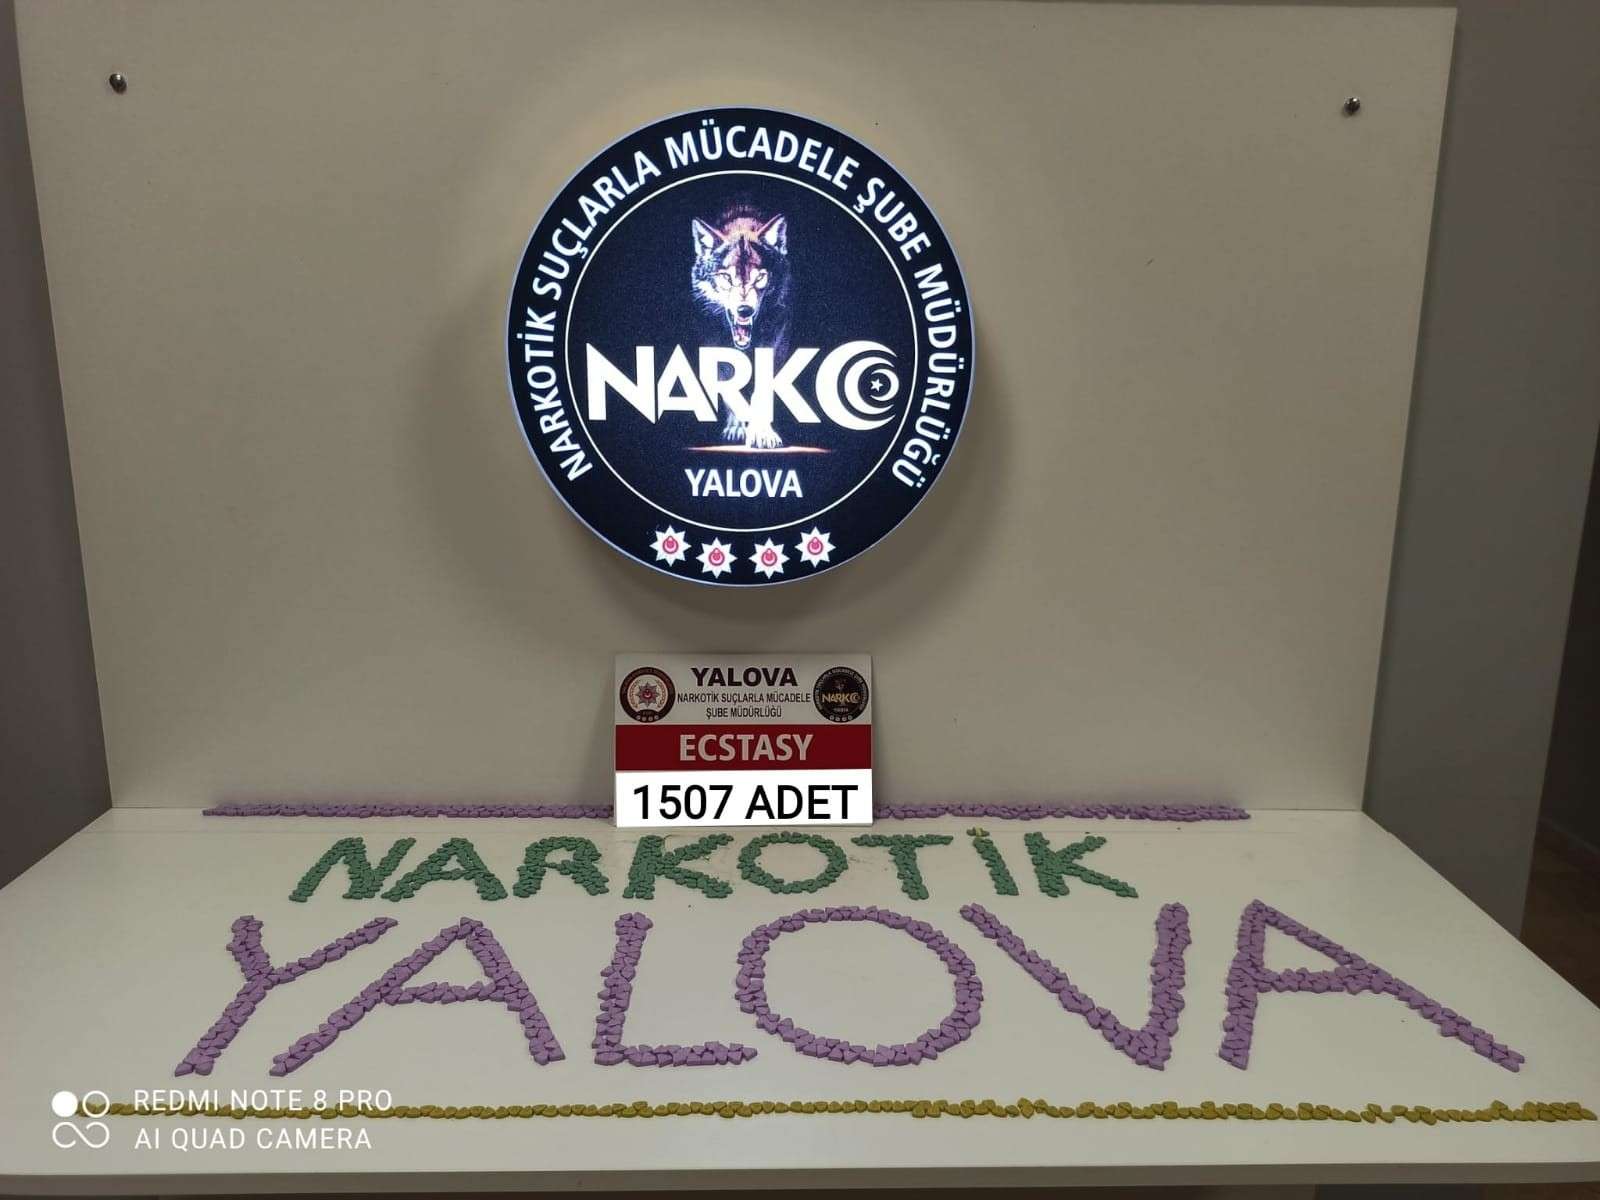 NARKOTİK SUÇLARLA MÜCADELE ŞUBE MÜDÜRLÜĞÜ
NARKO
YALOVA
YALOVA
NARKOTİK SUÇLARLA MÜCADELE
ŞUBE MÜDÜRLÜĞÜ
NARKO
ECSTASY
1507 ADET
NARKOTİK
YALOVA
REDMI NOTE 8 PRO
AI QUAD CAMERA